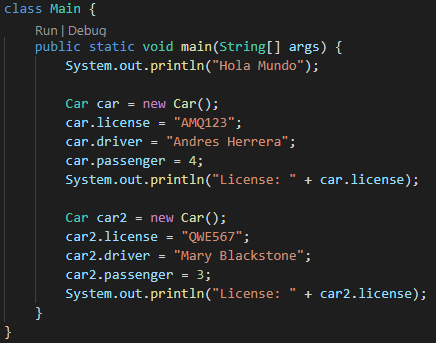 class Main {
Run | Debug
public static void main(String[] args) {
System.out.println("Hola Mundo");
Car car = new Car();
car.license = "AMQ123";
car.driver = "Andres Herrera";
car.passenger = 4;
System.out.println("License: " + car.license);
Car car2 = new Car();
car2.license = "QWE567";
car2.driver = "Mary Blackstone";
car2.passenger = 3;
System.out.println("License: " + car2.license);
}
}